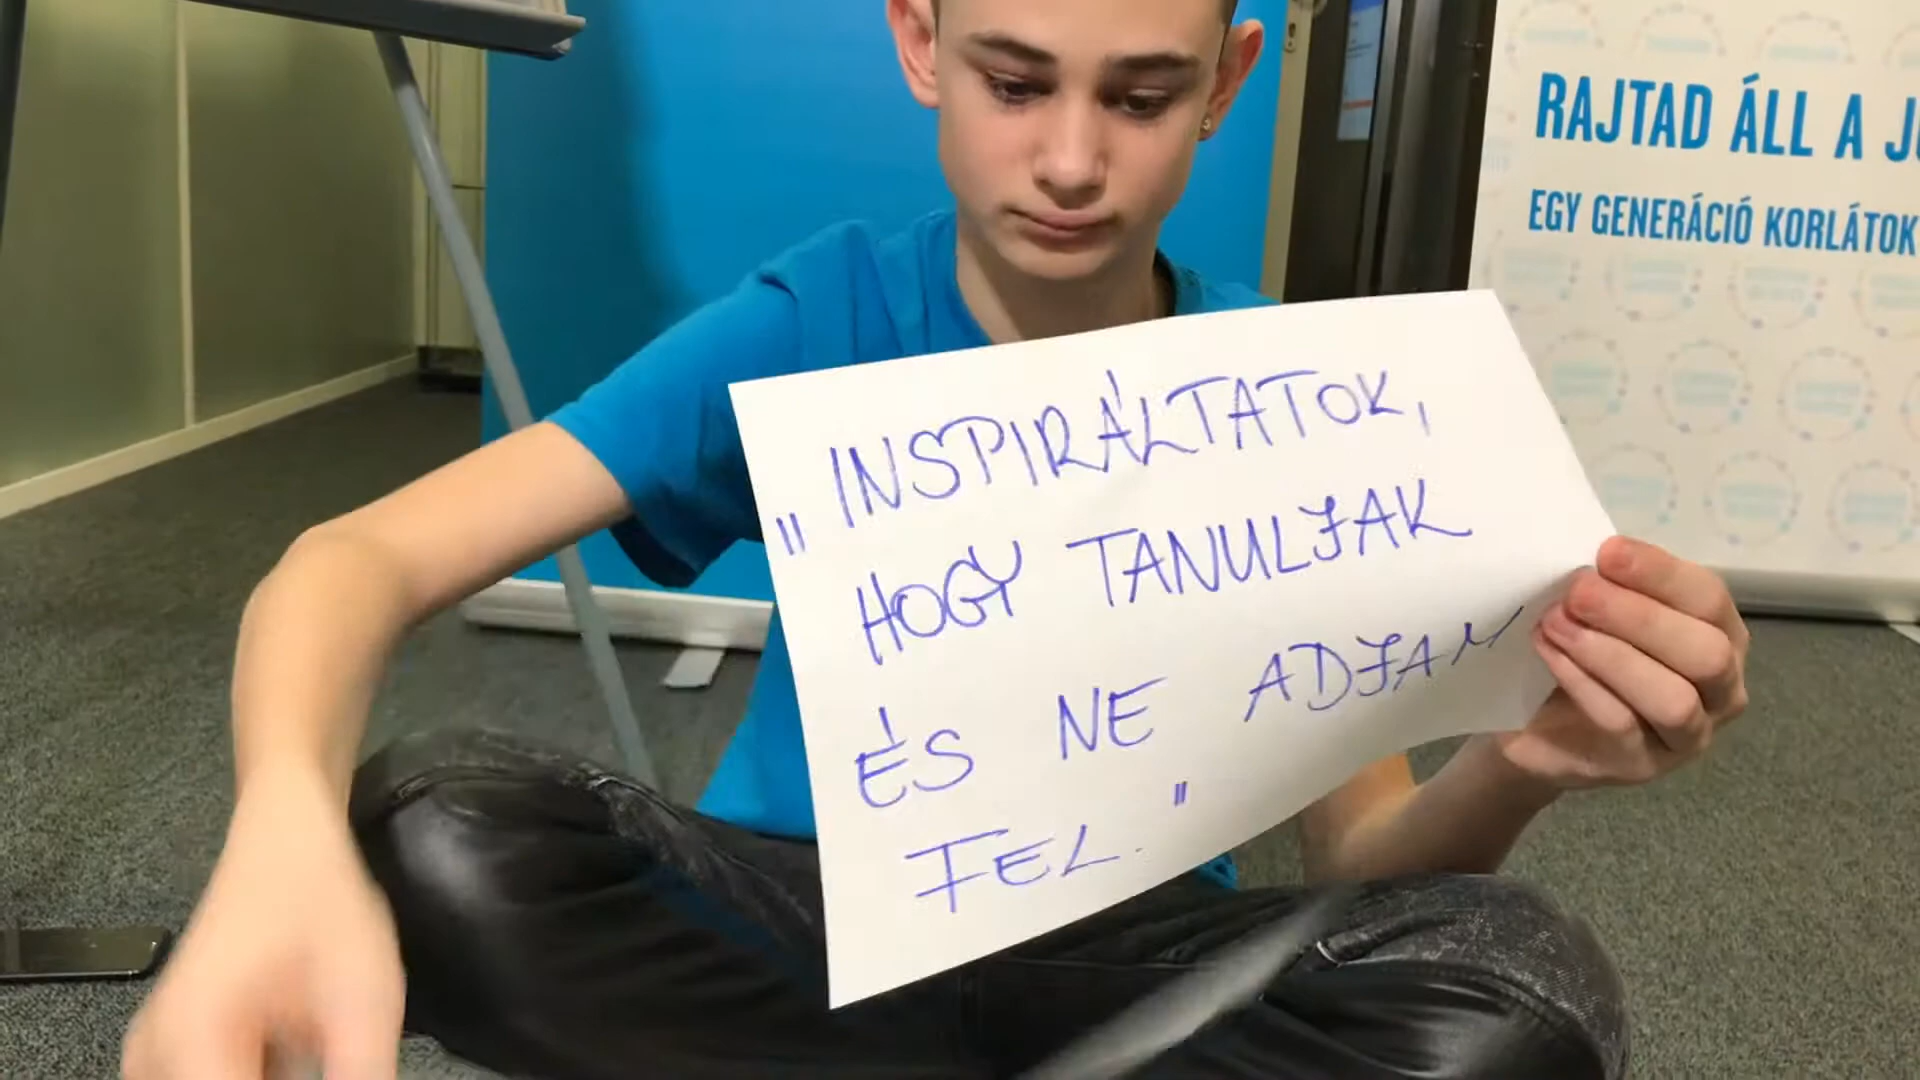 „INSPIRÁLTATOK,
HOGY TANULJAK
ÉS NE ADJAM
FEL."
RAJTAD ÁLL A
EGY GENERÁCIÓ KORLÁTOK